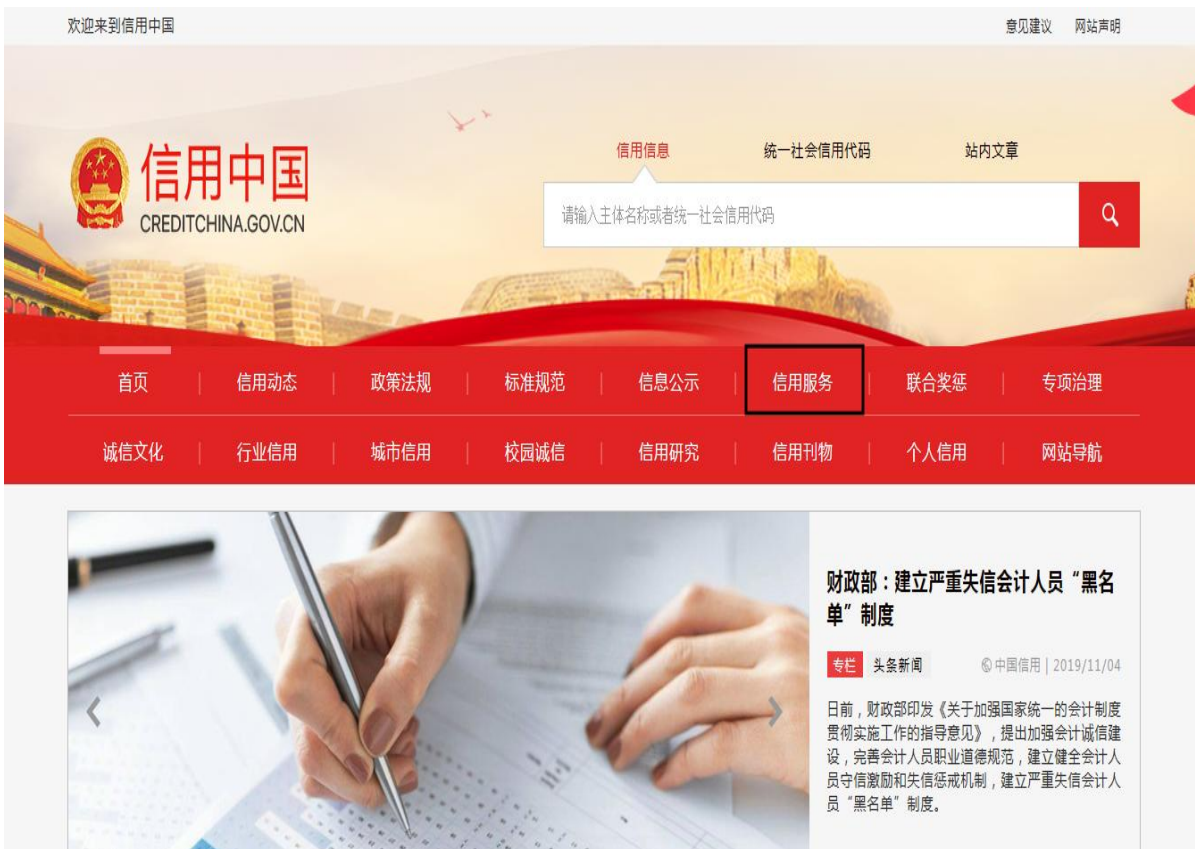 欢迎来到信用中国
意见建议 网站声明
信用中国
CREDITCHINA.GOV.CN
信用信息 统一社会信用代码 站内文章
请输入主体名称或者统一社会信用代码
首页 信用动态 政策法规 标准规范 信息公示 信用服务 联合奖惩 专项治理
诚信文化 行业信用 城市信用 校园诚信 信用研究 信用刊物 个人信用 网站导航
财政部：建立严重失信会计人员“黑名
单”制度
专栏 头条新闻 中国信用 | 2019/11/04
日前，财政部印发《关于加强国家统一的会计制度
贯彻实施工作的指导意见》，提出加强会计诚信建
设，完善会计人员职业道德规范，建立健全会计人
员守信激励和失信惩戒机制，建立严重失信会计人
员“黑名单”制度。